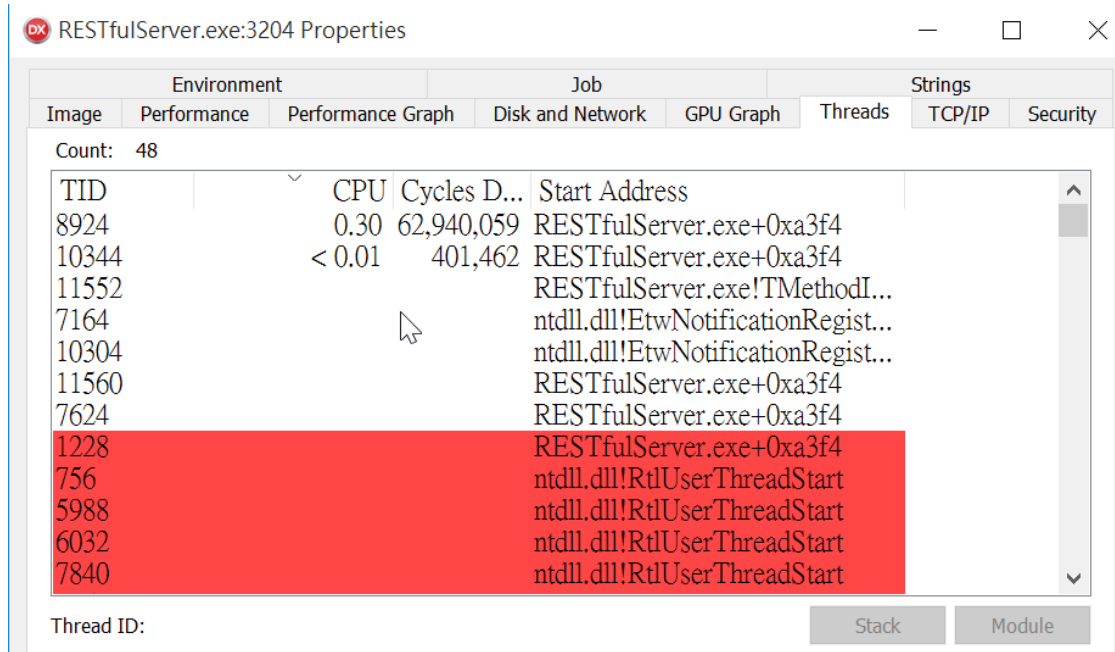 DX RESTfulServer.exe:3204 Properties
Environment Job Strings
Image Performance Performance Graph Disk and Network GPU Graph Threads TCP/IP Security
Count: 48
TID CPU Cycles D... Start Address
8924 0.30 62,940,059 RESTfulServer.exe+0xa3f4
10344 < 0.01 401,462 RESTfulServer.exe+0xa3f4
11552 RESTfulServer.exe!TMethodI...
7164 ntdll.dll!EtwNotificationRegist...
10304 ntdll.dll!EtwNotificationRegist...
11560 RESTfulServer.exe+0xa3f4
7624 RESTfulServer.exe+0xa3f4
1228 RESTfulServer.exe+0xa3f4
756 ntdll.dll!RtlUserThreadStart
5988 ntdll.dll!RtlUserThreadStart
6032 ntdll.dll!RtlUserThreadStart
7840 ntdll.dll!RtlUserThreadStart
Thread ID: Stack Module